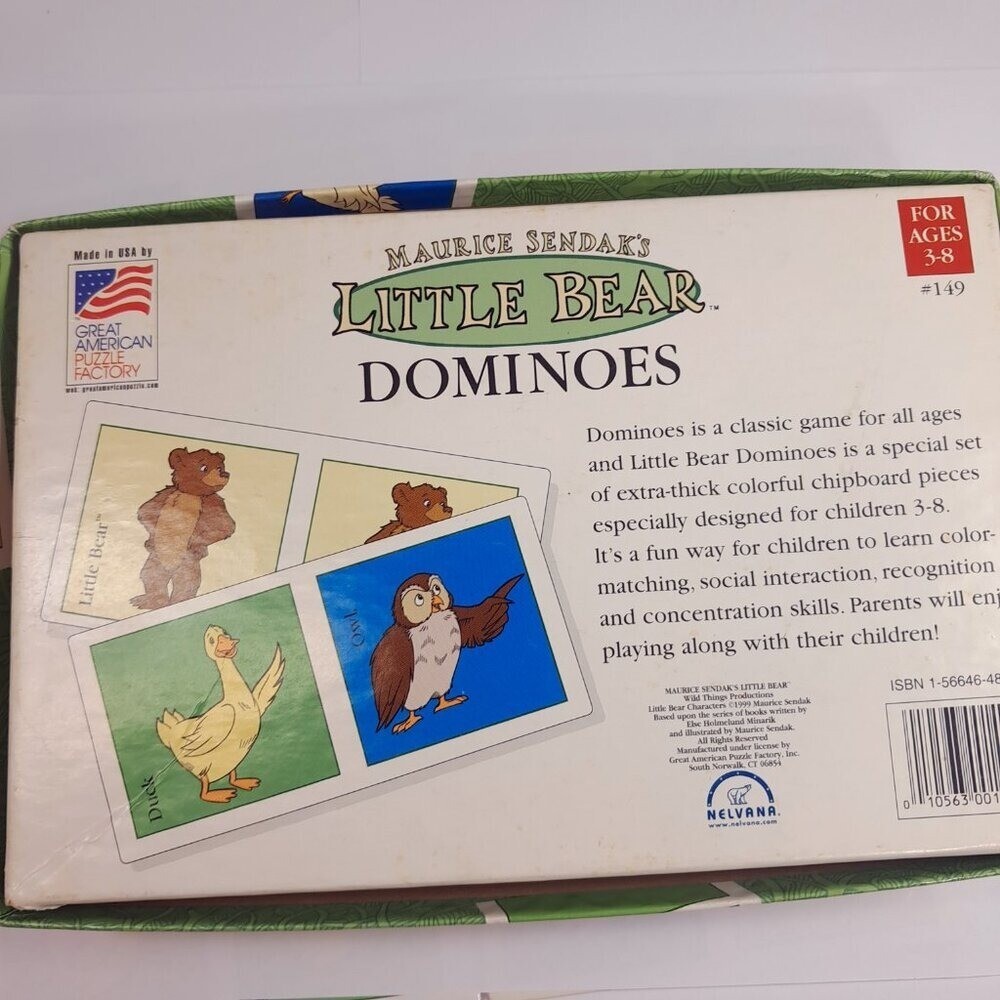 Made in USA by
GREAT
AMERICAN
PUZZLE
FACTORY
web: greatamericanpuzzle.com
MAURICE SENDAK'S
LITTLE BEAR™
DOMINOES
FOR
AGES
3-8
#149
Little Bear™
Duck
Owl
Dominoes is a classic game for all ages
and Little Bear Dominoes is a special set
of extra-thick colorful chipboard pieces
especially designed for children 3-8.
It's a fun way for children to learn color-
matching, social interaction, recognition
and concentration skills. Parents will enj
playing along with their children!
MAURICE SENDAK'S LITTLE BEAR™
Wild Things Productions
Little Bear Characters ©1999 Maurice Sendak
Based upon the series of books written by
Else Holmelund Minarik
and illustrated by Maurice Sendak.
All Rights Reserved
Manufactured under license by
Great American Puzzle Factory, Inc.
South Norwalk, CT 06854
NELVANA.
www.nelvana.com
ISBN 1-56646-48
0 10563 001